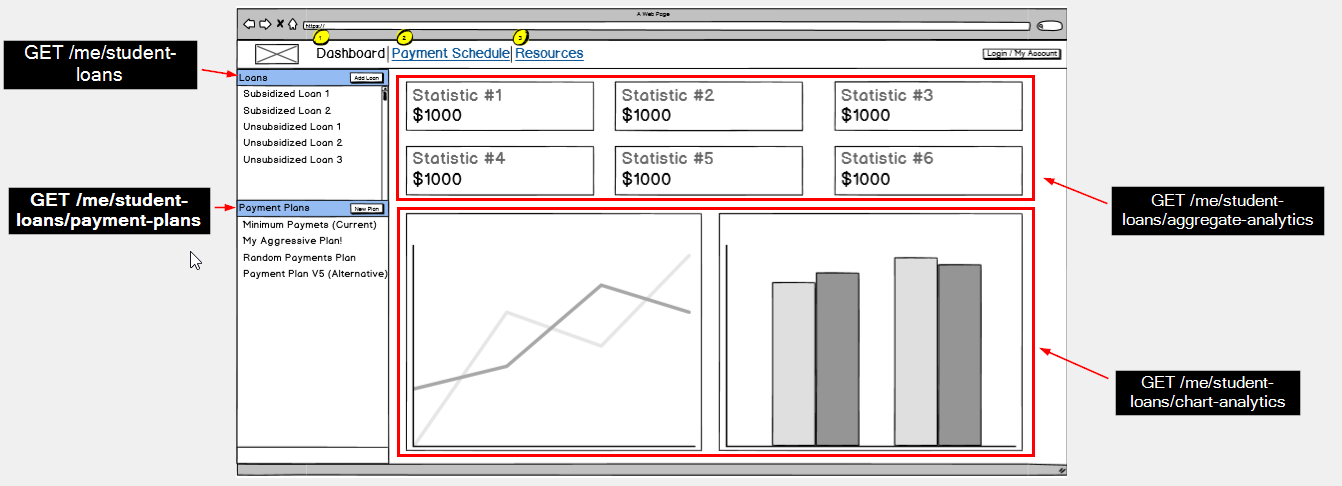 A Web Page
https://
1
2
3
Dashboard
Payment Schedule
Resources
Login / My Account
GET /me/student-
loans
Loans
Add Loan
Subsidized Loan 1
Subsidized Loan 2
Unsubsidized Loan 1
Unsubsidized Loan 2
Unsubsidized Loan 3
GET /me/student-
loans/payment-plans
Payment Plans
New Plan
Minimum Paymets (Current)
My Aggressive Plan!
Random Payments Plan
Payment Plan V5 (Alternative)
Statistic #1
$1000
Statistic #2
$1000
Statistic #3
$1000
Statistic #4
$1000
Statistic #5
$1000
Statistic #6
$1000
GET /me/student-
loans/aggregate-analytics
GET /me/student-
loans/chart-analytics